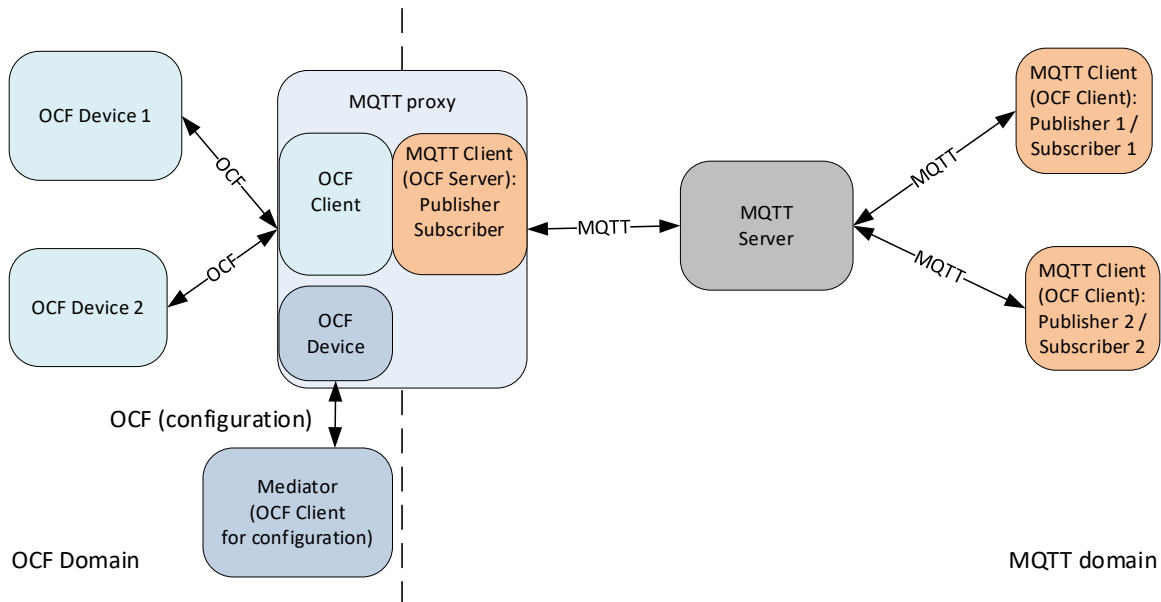 OCF Device 1
OCF
OCF Device 2
OCF
MQTT proxy
OCF
Client
MQTT Client
(OCF Server):
Publisher
Subscriber
OCF
Device
OCF (configuration)
Mediator
(OCF Client
for configuration)
OCF Domain
MQTT
MQTT
Server
MQTT
MQTT
MQTT Client
(OCF Client):
Publisher 1 /
Subscriber 1
MQTT Client
(OCF Client):
Publisher 2 /
Subscriber 2
MQTT domain